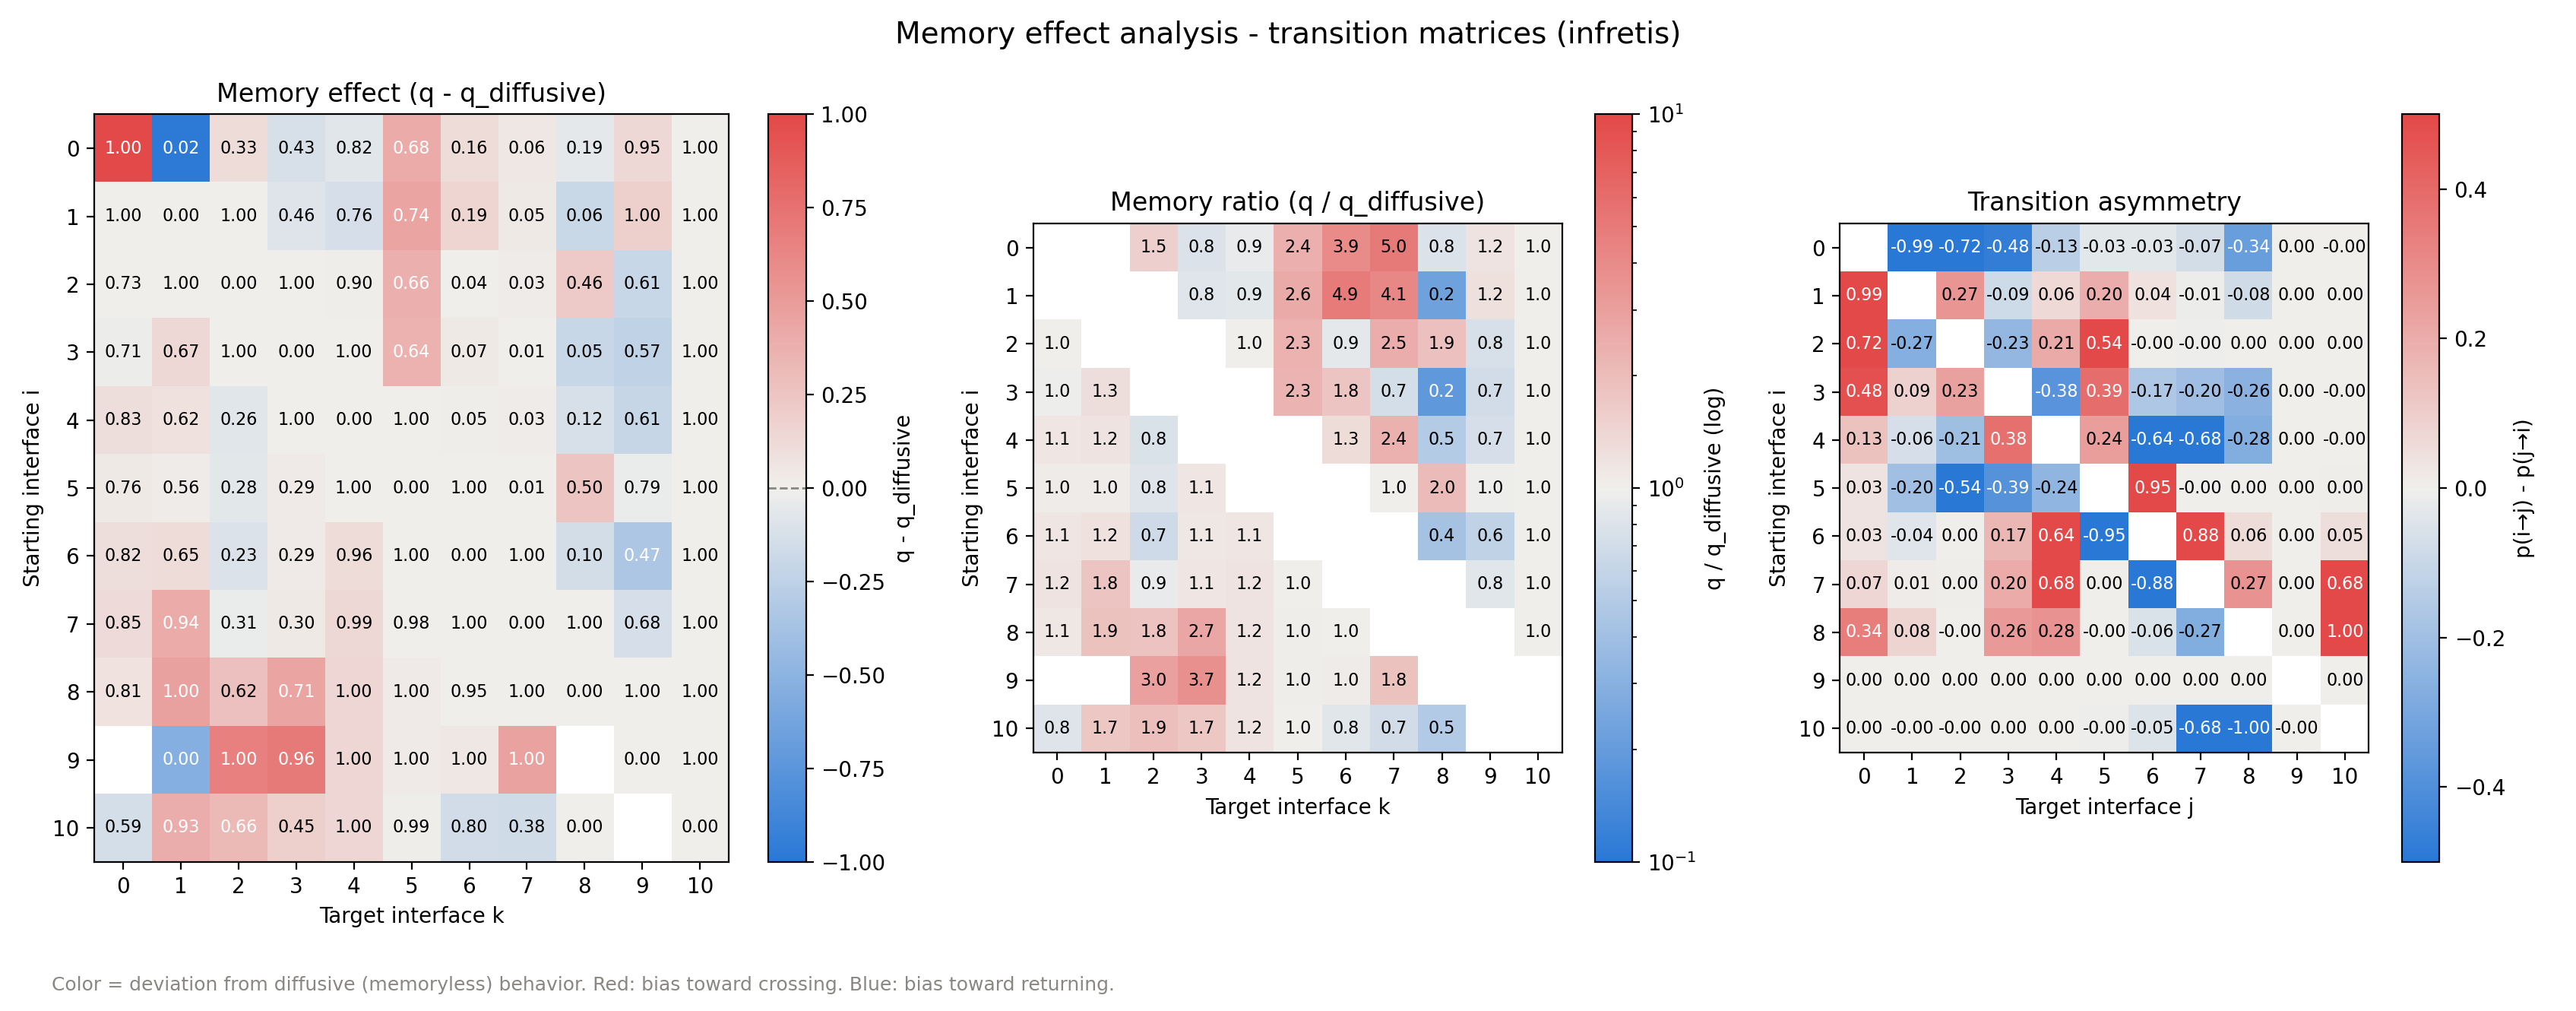 Memory effect analysis - transition matrices (infretis)
Memory effect (q - q_diffusive)
0 1.00 0.02 0.33 0.43 0.82 0.68 0.16 0.06 0.19 0.95 1.00
1 1.00 0.00 1.00 0.46 0.76 0.74 0.19 0.05 0.06 1.00 1.00
2 0.73 1.00 0.00 1.00 0.90 0.66 0.04 0.03 0.46 0.61 1.00
3 0.71 0.67 1.00 0.00 1.00 0.64 0.07 0.01 0.05 0.57 1.00
4 0.83 0.62 0.26 1.00 0.00 1.00 0.05 0.03 0.12 0.61 1.00
5 0.76 0.56 0.28 0.29 1.00 0.00 1.00 0.01 0.50 0.79 1.00
6 0.82 0.65 0.23 0.29 0.96 1.00 0.00 1.00 0.10 0.47 1.00
7 0.85 0.94 0.31 0.30 0.99 0.98 1.00 0.00 1.00 0.68 1.00
8 0.81 1.00 0.62 0.71 1.00 1.00 0.95 1.00 0.00 1.00 1.00
9 0.00 1.00 0.96 1.00 1.00 1.00 1.00 0.00 1.00
10 0.59 0.93 0.66 0.45 1.00 0.99 0.80 0.38 0.00 0.00
0 1 2 3 4 5 6 7 8 9 10
Target interface k
Starting interface i
1.00
0.75
0.50
0.25
0.00
−0.25
−0.50
−0.75
−1.00
q - q_diffusive
Memory ratio (q / q_diffusive)
0 1.5 0.8 0.9 2.4 3.9 5.0 0.8 1.2 1.0
1 0.8 0.9 2.6 4.9 4.1 0.2 1.2 1.0
2 1.0 1.0 2.3 0.9 2.5 1.9 0.8 1.0
3 1.0 1.3 2.3 1.8 0.7 0.2 0.7 1.0
4 1.1 1.2 0.8 1.3 2.4 0.5 0.7 1.0
5 1.0 1.0 0.8 1.1 1.0 2.0 1.0 1.0
6 1.1 1.2 0.7 1.1 1.1 0.4 0.6 1.0
7 1.2 1.8 0.9 1.1 1.2 1.0 0.8 1.0
8 1.1 1.9 1.8 2.7 1.2 1.0 1.0 1.0
9 3.0 3.7 1.2 1.0 1.0 1.8
10 0.8 1.7 1.9 1.7 1.2 1.0 0.8 0.7 0.5
0 1 2 3 4 5 6 7 8 9 10
Target interface k
Starting interface i
10¹
10⁰
10⁻¹
q / q_diffusive (log)
Transition asymmetry
0 -0.99 -0.72 -0.48 -0.13 -0.03 -0.03 -0.07 -0.34 0.00 -0.00
1 0.99 0.27 -0.09 0.06 0.20 0.04 -0.01 -0.08 0.00 0.00
2 0.72 -0.27 -0.23 0.21 0.54 -0.00 -0.00 0.00 0.00 0.00
3 0.48 0.09 0.23 -0.38 0.39 -0.17 -0.20 -0.26 0.00 -0.00
4 0.13 -0.06 -0.21 0.38 0.24 -0.64 -0.68 -0.28 0.00 -0.00
5 0.03 -0.20 -0.54 -0.39 -0.24 0.95 -0.00 0.00 0.00 0.00
6 0.03 -0.04 0.00 0.17 0.64 -0.95 0.88 0.06 0.00 0.05
7 0.07 0.01 0.00 0.20 0.68 0.00 -0.88 0.27 0.00 0.68
8 0.34 0.08 -0.00 0.26 0.28 -0.00 -0.06 -0.27 0.00 1.00
9 0.00 0.00 0.00 0.00 0.00 0.00 0.00 0.00 0.00 0.00
10 0.00 -0.00 -0.00 0.00 0.00 -0.00 -0.05 -0.68 -1.00 -0.00
0 1 2 3 4 5 6 7 8 9 10
Target interface j
Starting interface i
0.4
0.2
0.0
−0.2
−0.4
p(i→j) - p(j→i)
Color = deviation from diffusive (memoryless) behavior. Red: bias toward crossing. Blue: bias toward returning.